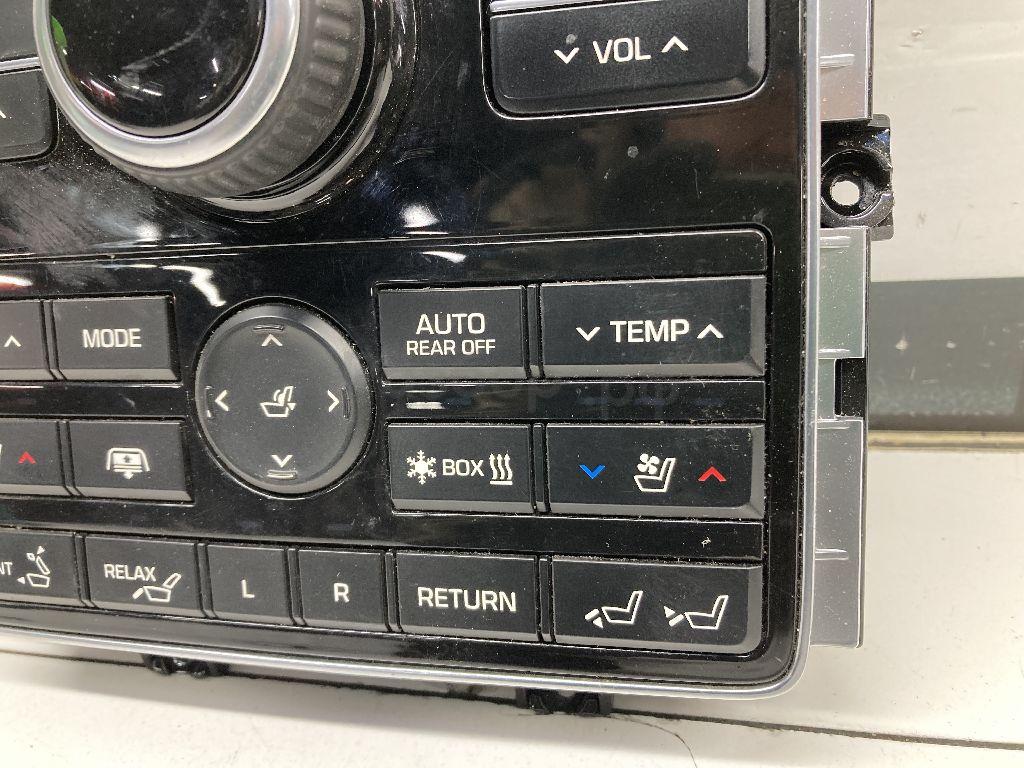 VOL
MODE
AUTO
REAR OFF
TEMP
BOX
RELAX
L
R
RETURN